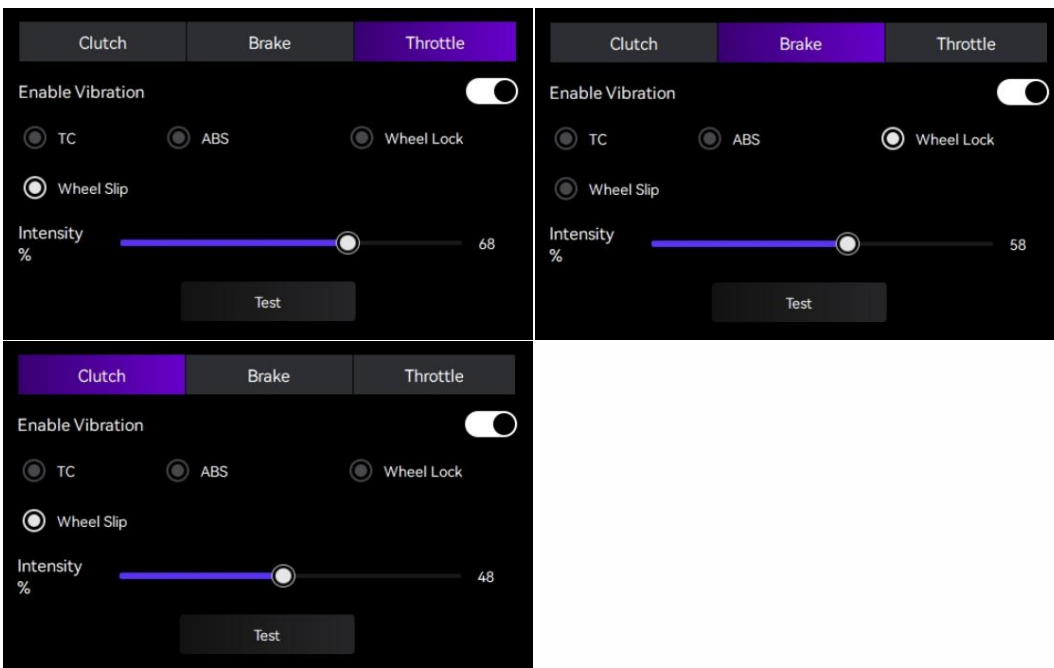 Clutch Brake Throttle
Enable Vibration
TC ABS Wheel Lock
Wheel Slip
Intensity
%
68
Test
Clutch Brake Throttle
Enable Vibration
TC ABS Wheel Lock
Wheel Slip
Intensity
%
58
Test
Clutch Brake Throttle
Enable Vibration
TC ABS Wheel Lock
Wheel Slip
Intensity
%
48
Test